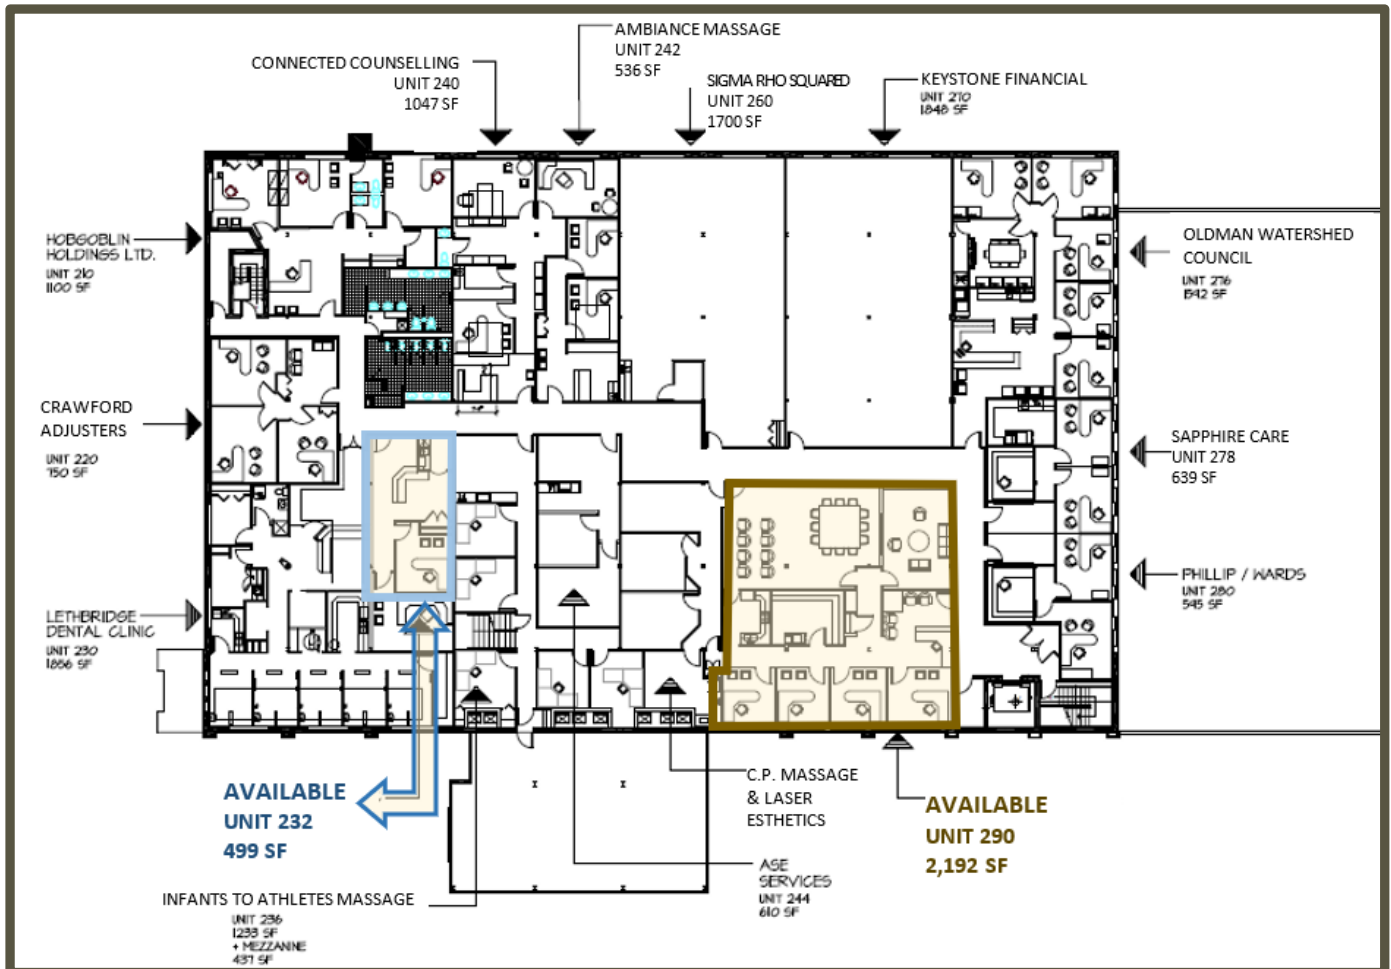 AMBIANCE MASSAGE
UNIT 242
536 SF
CONNECTED COUNSELLING
UNIT 240
1047 SF
SIGMA RHO SQUARED
UNIT 260
1700 SF
KEYSTONE FINANCIAL
UNIT 270
1848 SF
HOBGOBLIN
HOLDINGS LTD.
UNIT 210
1100 SF
OLDMAN WATERSHED
COUNCIL
UNIT 276
1592 SF
CRAWFORD
ADJUSTERS
UNIT 220
750 SF
SAPPHIRE CARE
UNIT 278
639 SF
LETHBRIDGE
DENTAL CLINIC
UNIT 230
1856 SF
PHILLIP / WARDS
UNIT 280
545 SF
AVAILABLE
UNIT 232
499 SF
C.P. MASSAGE
& LASER
ESTHETICS
AVAILABLE
UNIT 290
2,192 SF
ASE
SERVICES
UNIT 244
610 SF
INFANTS TO ATHLETES MASSAGE
UNIT 236
1233 SF
+ MEZZANINE
437 SF